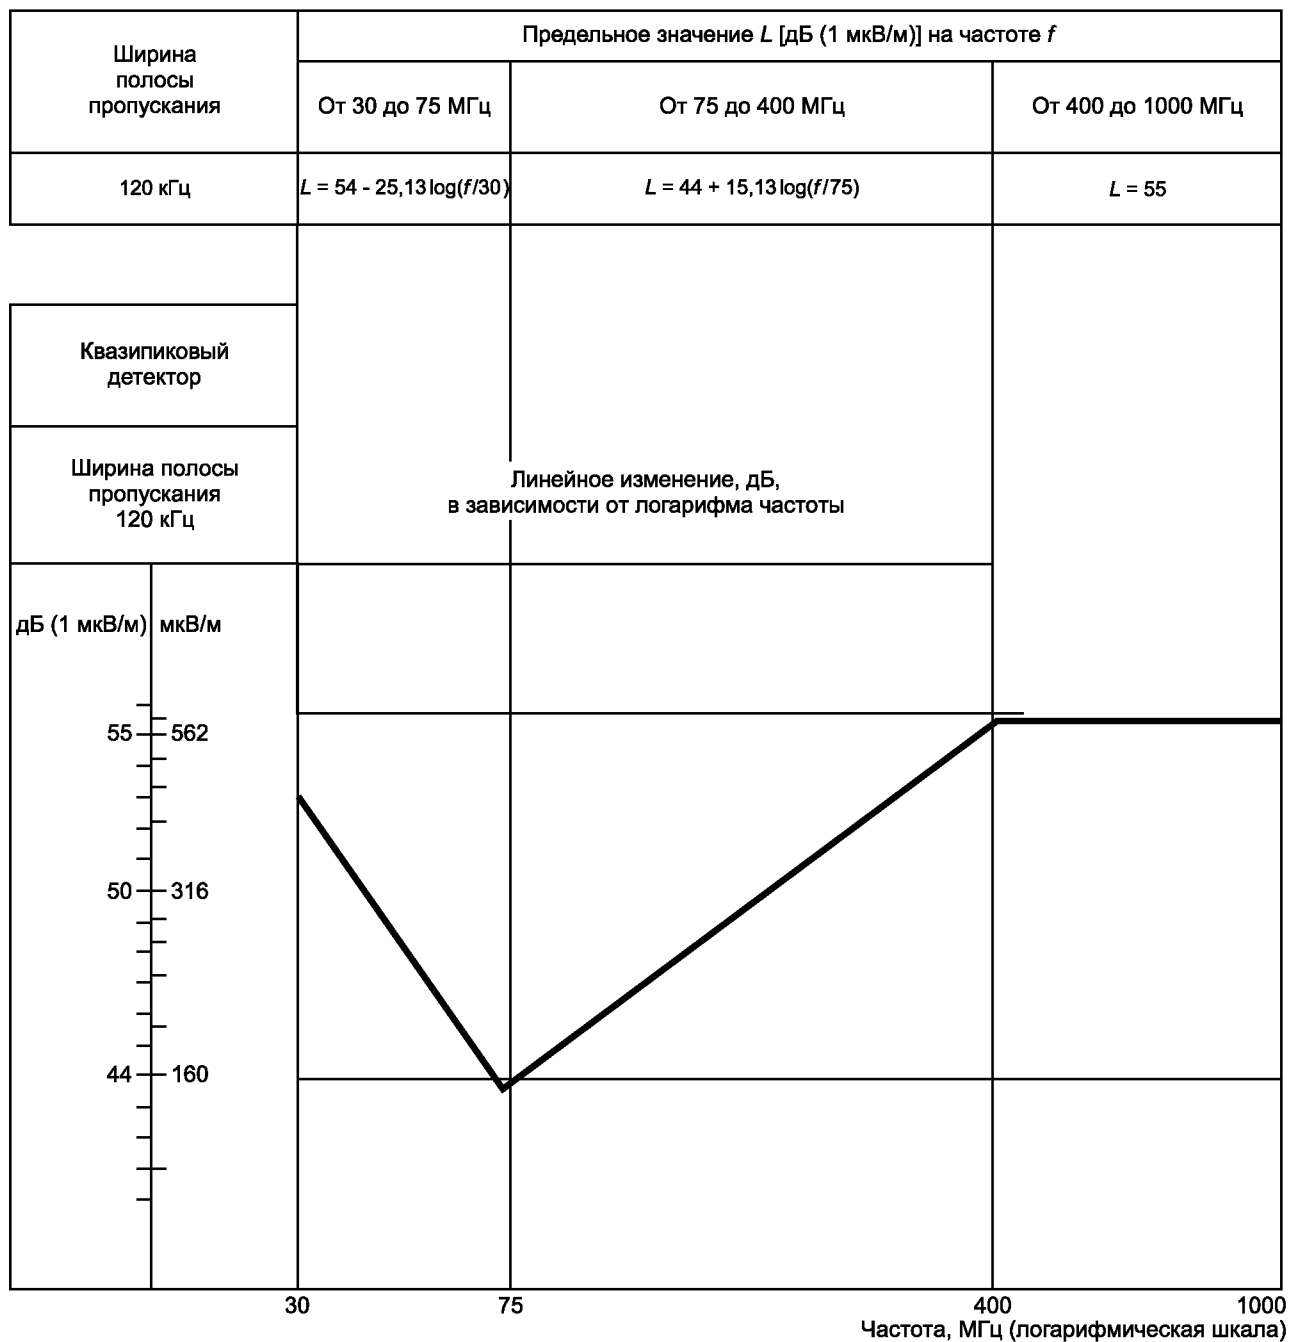 Ширина
полосы
пропускания
Предельное значение L [дБ (1 мкВ/м)] на частоте f
От 30 до 75 МГц
От 75 до 400 МГц
От 400 до 1000 МГц
120 кГц
L = 54 - 25,13 log(f/30)
L = 44 + 15,13 log(f/75)
L = 55
Квазипиковый
детектор
Ширина полосы
пропускания
120 кГц
Линейное изменение, дБ,
в зависимости от логарифма частоты
дБ (1 мкВ/м) мкВ/м
55 562
50 316
44 160
30 75 400 1000
Частота, МГц (логарифмическая шкала)